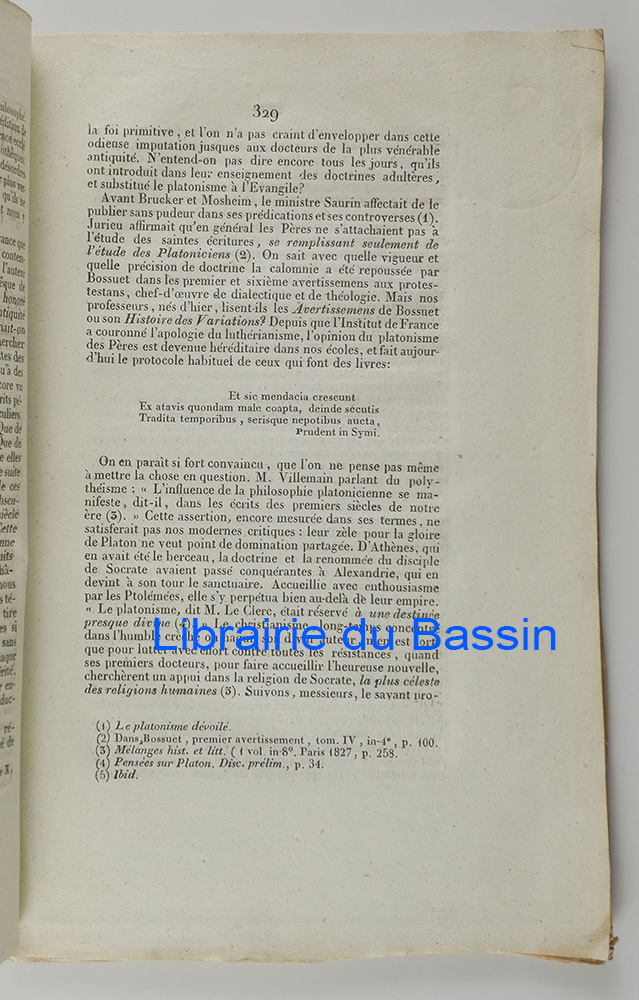 329
la foi primitive, et l'on n'a pas craint d'envelopper dans cette
odieuse imputation jusques aux docteurs de la plus vénérable
antiquité. N'entend-on pas dire encore tous les jours, qu'ils
ont introduit dans leur enseignement des doctrines adultères,
et substitué le platonisme à l'Evangile?
Avant Brucker et Mosheim, le ministre Saurin affectait de le
publier sans pudeur dans ses prédications et ses controverses (1).
Jurieu affirmait qu'en général les Pères ne s'attachaient pas à
l'étude des saintes écritures, se remplissant seulement de
l'étude des Platoniciens (2). On sait avec quelle vigueur et
quelle précision de doctrine la calomnie a été repoussée par
Bossuet dans les premier et sixième avertissemens aux protes-
testans, chef-d'œuvre de dialectique et de théologie. Mais nos
professeurs, nés d'hier, lisent-ils les Avertissemens de Bossuet
ou son Histoire des Variations? Depuis que l'Institut de France
a couronné l'apologie du luthérianisme, l'opinion du platonisme
des Pères est devenue héréditaire dans nos écoles, et fait aujour-
d'hui le protocole habituel de ceux qui font des livres:
Et sic mendacia crescunt
Ex atavis quondam male coapta, deinde sécutis
Tradita temporibus, serisque nepotibus aucta,
Prudent in Symi.
On en paraît si fort convaincu, que l'on ne pense pas même
à mettre la chose en question. M. Villemain parlant du poly-
théisme : « L'influence de la philosophie platonicienne se ma-
nifeste, dit-il, dans les écrits des premiers siècles de notre
ère (3). » Cette assertion, encore mesurée dans ses termes, ne
satisferait pas nos modernes critiques : leur zèle pour la gloire
de Platon ne veut point de domination partagée. D'Athènes, qui
en avait été le berceau, la doctrine et la renommée du disciple
de Socrate avaient passé conquérantes à Alexandrie, qui en
devint à son tour le sanctuaire. Accueillie avec enthousiasme
par les Ptolémées, elle s'y perpétua bien au-delà de leur empire.
« Le platonisme, dit M. Le Clerc, était réservé à une destinée
presque divine (4). Le christianisme, long-temps concentré
dans l'humble crèche où
Librairie du Bassin
que pour lutter avec effort contre toutes les résistances, quand
ses premiers docteurs, pour faire accueillir l'heureuse nouvelle,
cherchèrent un appui dans la religion de Socrate, la plus céleste
des religions humaines (5). Suivons, messieurs, le savant pro-
(1) Le platonisme dévoilé.
(2) Dans Bossuet, premier avertissement, tom. IV, in-4°, p. 100.
(3) Mélanges hist. et litt. (1 vol. in-8°. Paris 1827, p. 258.
(4) Pensées sur Platon. Disc. prélim., p. 34.
(5) Ibid.